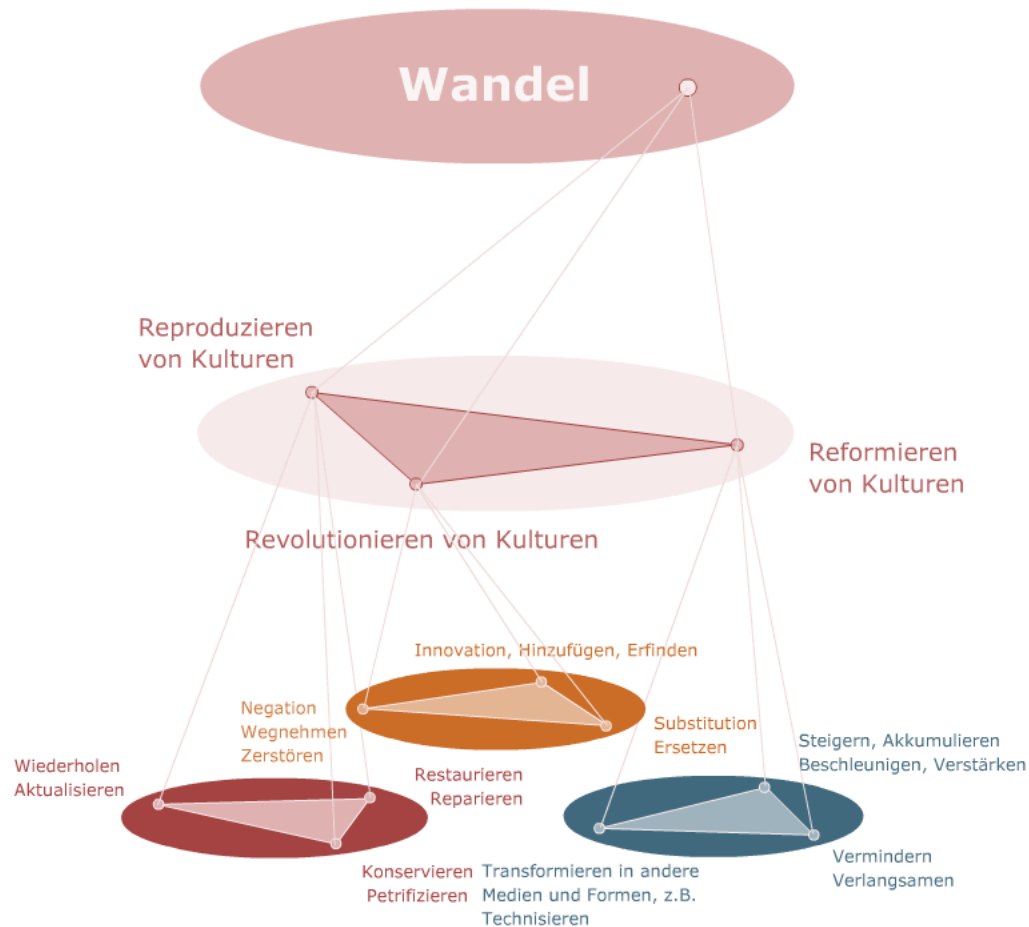 Wandel
Reproduzieren
von Kulturen
Reformieren
von Kulturen
Revolutionieren von Kulturen
Innovation, Hinzufügen, Erfinden
Negation
Wegnehmen
Zerstören
Substitution
Ersetzen
Steigern, Akkumulieren
Beschleunigen, Verstärken
Wiederholen
Aktualisieren
Restaurieren
Reparieren
Konservieren
Petrifizieren
Transformieren in andere
Medien und Formen, z.B.
Technisieren
Vermindern
Verlangsamen